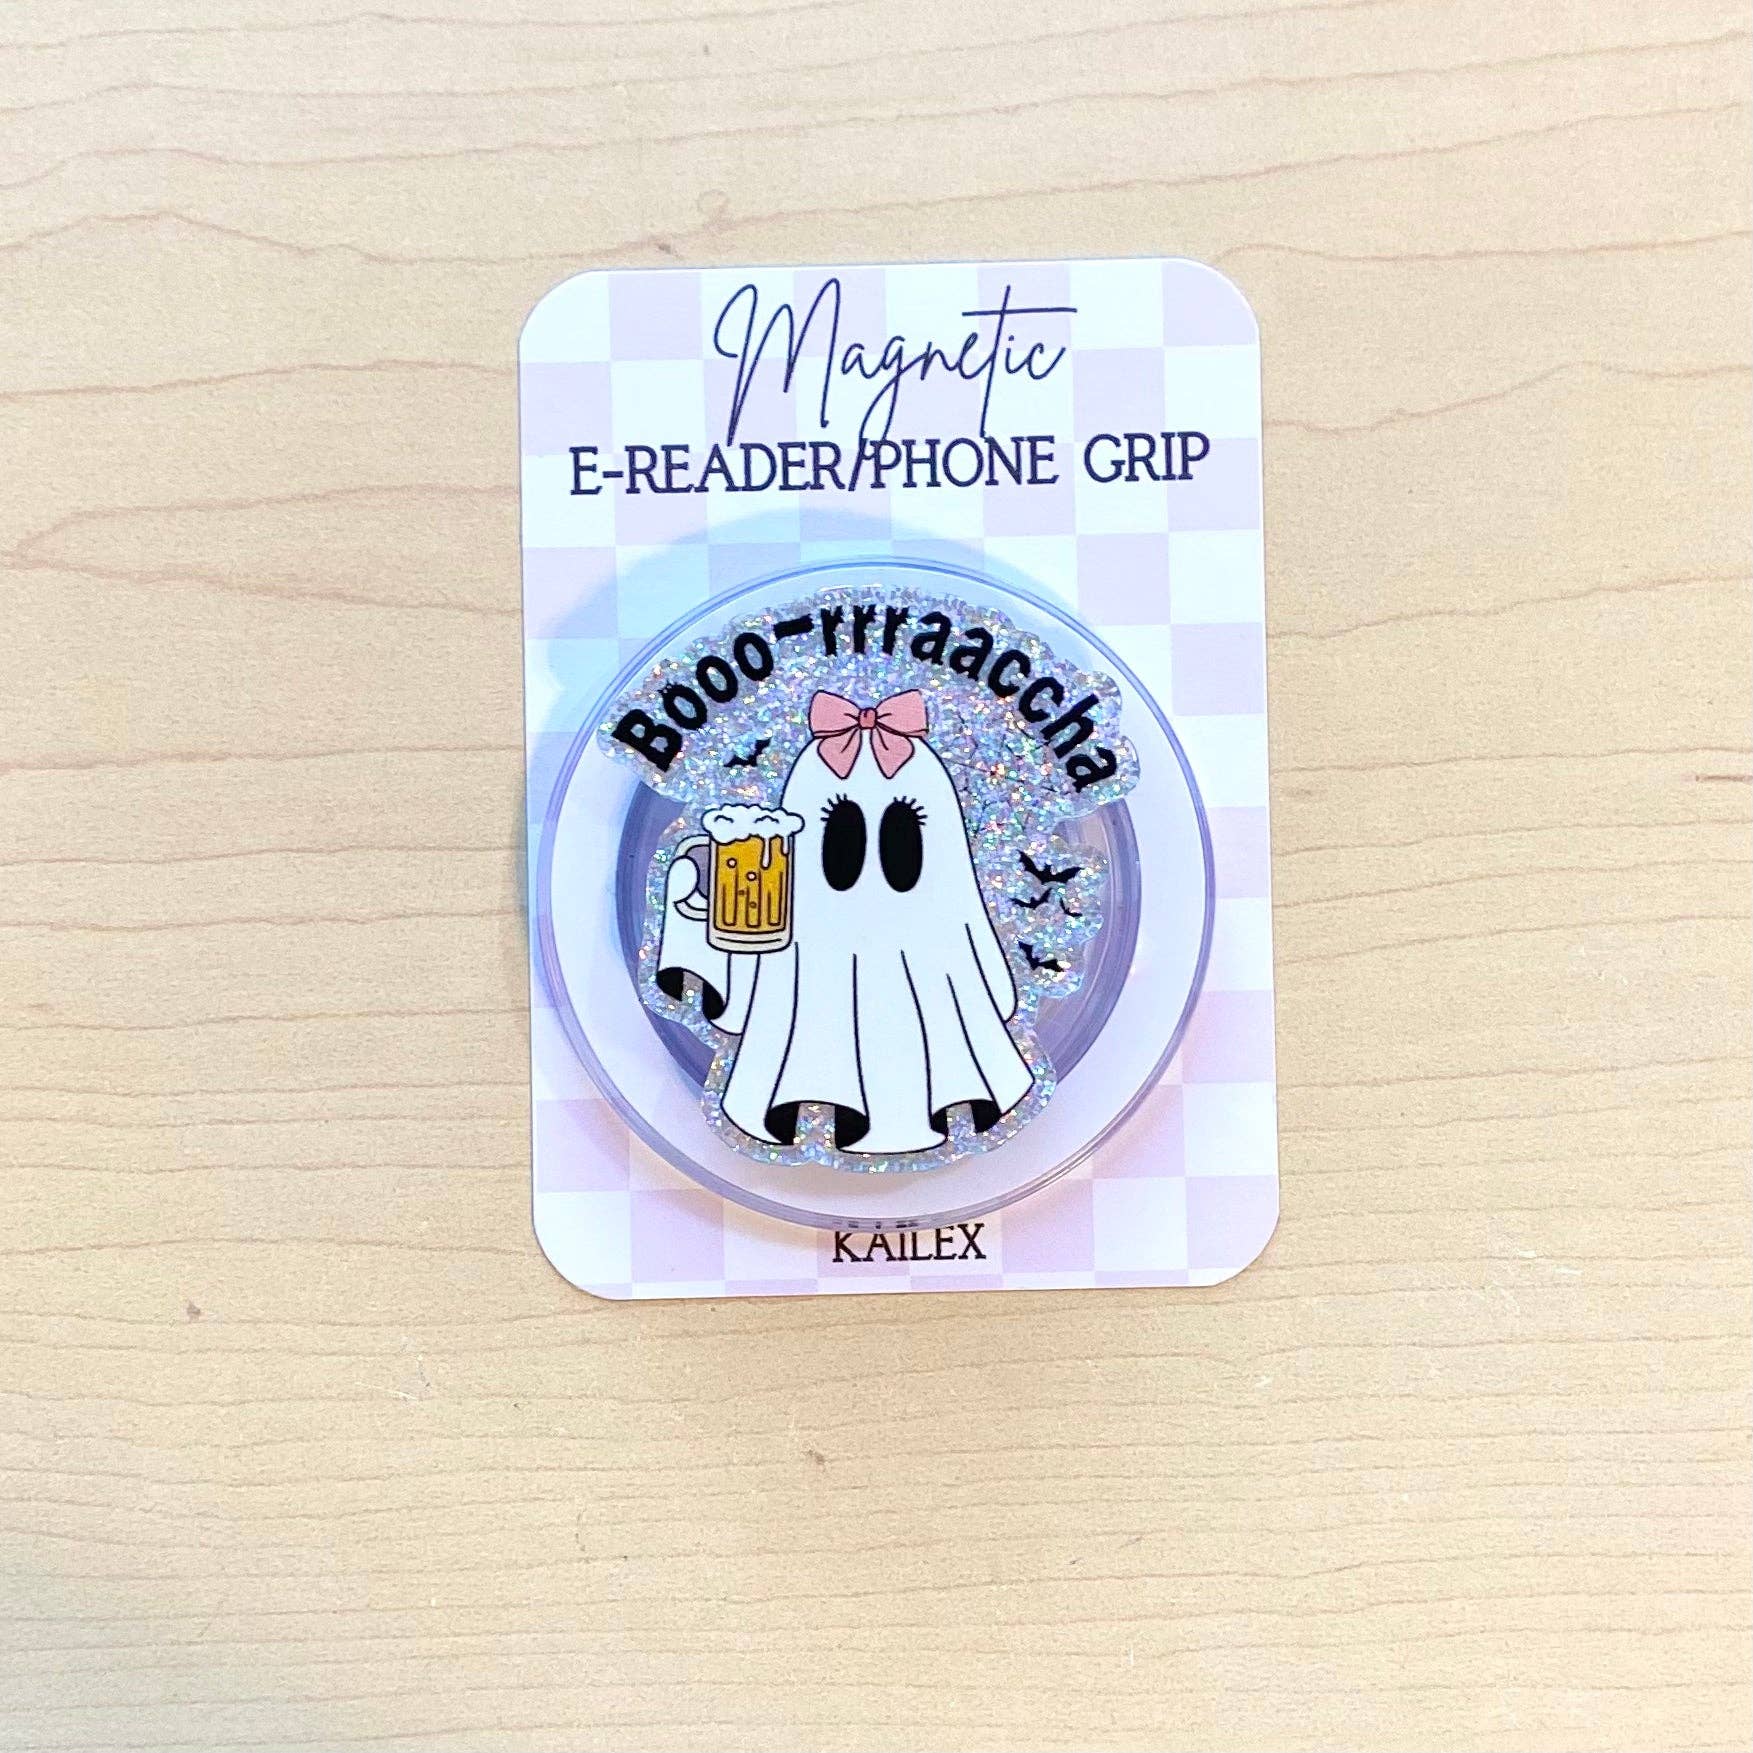 Magnetic
E-READER/PHONE GRIP
Booo-rrraaccha
KAILEX